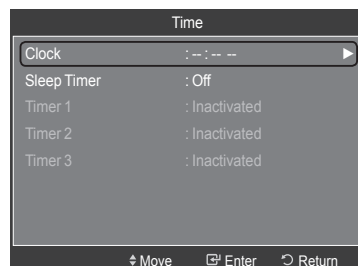 Time
Clock : -- : -- -- ►
Sleep Timer : Off
Timer 1 : Inactivated
Timer 2 : Inactivated
Timer 3 : Inactivated
Move Enter Return